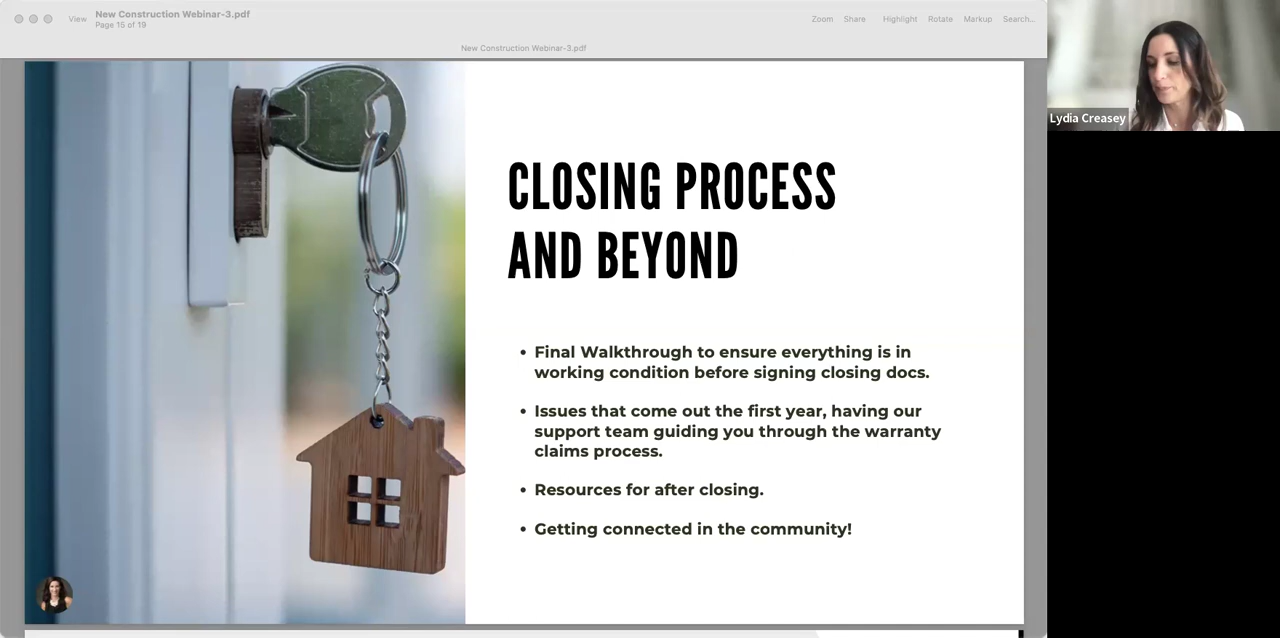 View
New Construction Webinar-3.pdf
Page 15 of 19
Zoom Share Highlight Rotate Markup Search...
New Construction Webinar-3.pdf
Lydia Creasey
CLOSING PROCESS
AND BEYOND
• Final Walkthrough to ensure everything is in
working condition before signing closing docs.
• Issues that come out the first year, having our
support team guiding you through the warranty
claims process.
• Resources for after closing.
• Getting connected in the community!